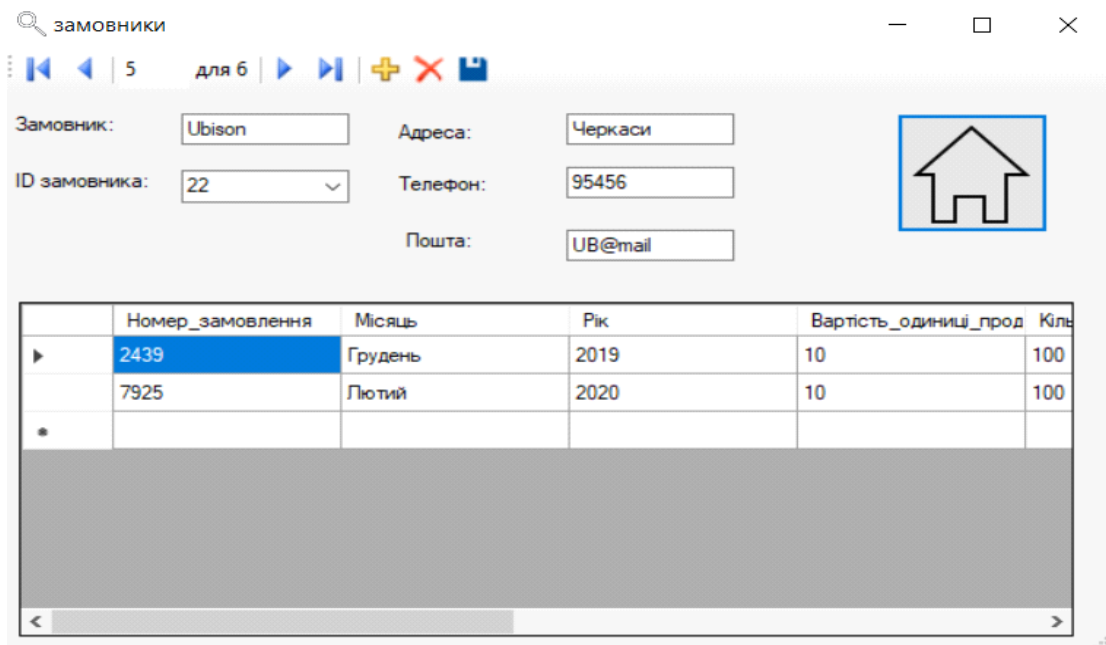 замовники
5 для 6
Замовник: Ubison Адреса: Черкаси
ID замовника: 22 Телефон: 95456
Пошта: UB@mail
Номер_замовлення Місяць Рік Вартість_одиниці_прод Кіль
2439 Грудень 2019 10 100
7925 Лютий 2020 10 100